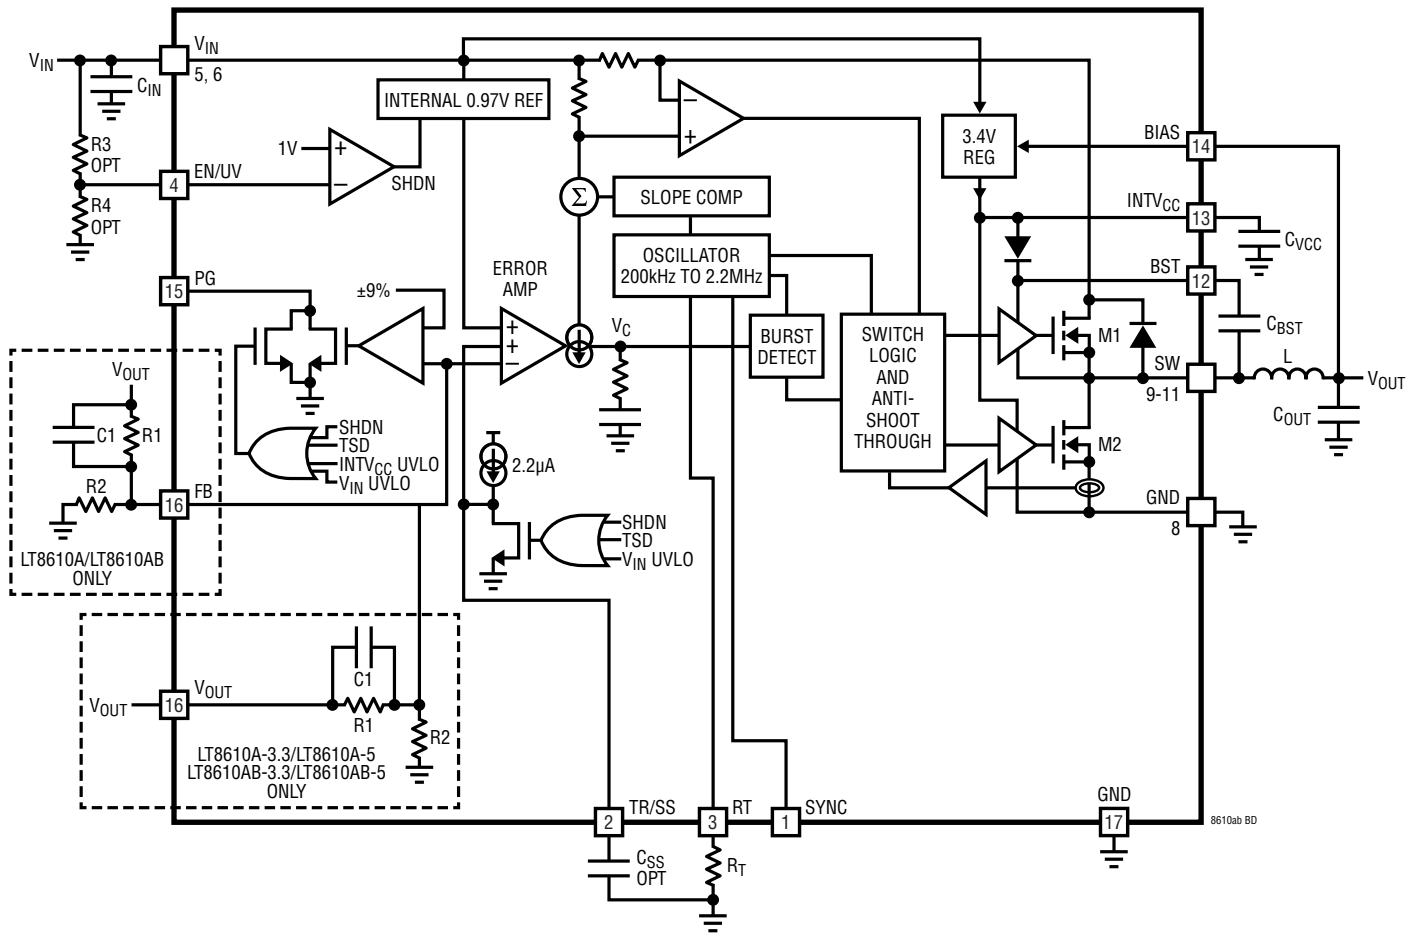 VIN
VIN
5, 6
CIN
R3
OPT
R4
OPT
4
EN/UV
1V
+
–
SHDN
INTERNAL 0.97V REF
–
+
3.4V
REG
BIAS
14
INTVCC
13
CVCC
BST
12
CBST
Σ
SLOPE COMP
OSCILLATOR
200kHz TO 2.2MHz
PG
15
±9%
ERROR
AMP
+
+
–
VC
BURST
DETECT
SWITCH
LOGIC
AND
ANTI-
SHOOT
THROUGH
M1
M2
SW
9-11
L
VOUT
COUT
GND
8
VOUT
C1
R1
R2
16
FB
LT8610A/LT8610AB
ONLY
SHDN
TSD
INTVCC UVLO
VIN UVLO
2.2µA
SHDN
TSD
VIN UVLO
VOUT
16
VOUT
C1
R1
R2
LT8610A-3.3/LT8610A-5
LT8610AB-3.3/LT8610AB-5
ONLY
2
TR/SS
3
RT
1
SYNC
GND
17
CSS
OPT
RT
8610ab BD